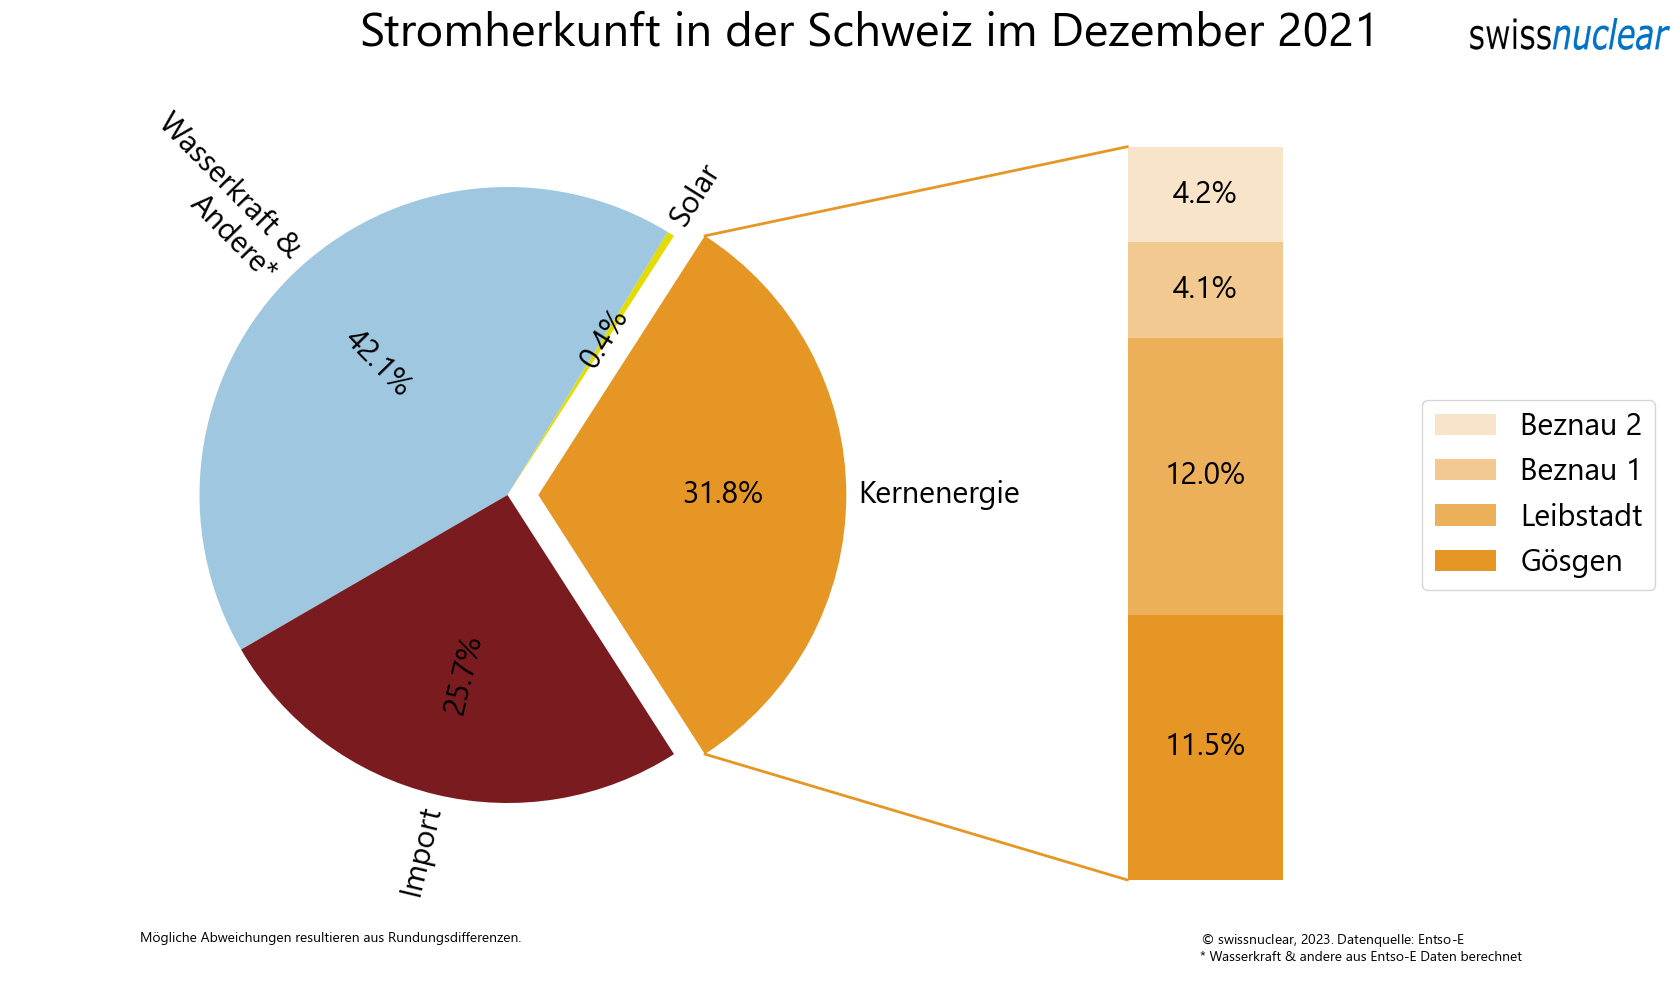 Stromherkunft in der Schweiz im Dezember 2021
swissnuclear
Wasserkraft &
Andere*
Solar
42.1%
0.4%
31.8%
Kernenergie
25.7%
Import
4.2%
4.1%
12.0%
11.5%
Beznau 2
Beznau 1
Leibstadt
Gösgen
Mögliche Abweichungen resultieren aus Rundungsdifferenzen.
© swissnuclear, 2023. Datenquelle: Entso-E
* Wasserkraft & andere aus Entso-E Daten berechnet